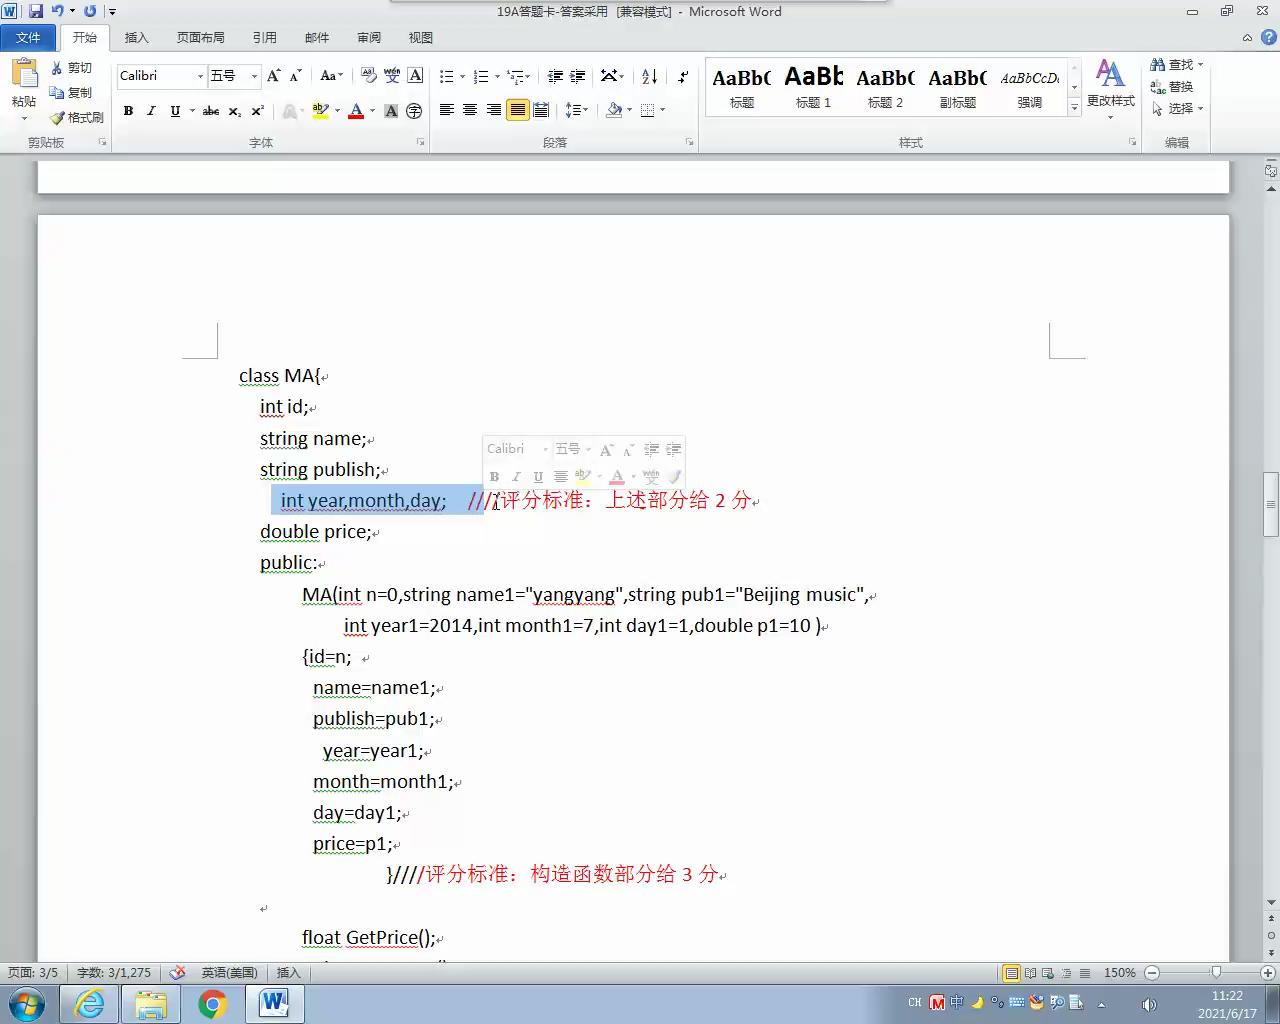 19A答题卡-答案采用 [兼容模式] - Microsoft Word
文件 开始 插入 页面布局 引用 邮件 审阅 视图
粘贴 剪切 复制 格式刷 剪贴板
Calibri 五号 字体
段落
AaBbC 标题 AaBb 标题 1 AaBbC 标题 2 AaBbC 副标题 AaBbCcDa 强调 更改样式 样式
查找 替换 选择 编辑
class MA{
int id;
string name;
string publish;
Calibri 五号
int year,month,day; ////评分标准：上述部分给 2 分
double price;
public:
MA(int n=0,string name1="yangyang",string pub1="Beijing music",
int year1=2014,int month1=7,int day1=1,double p1=10 )
{id=n;
name=name1;
publish=pub1;
year=year1;
month=month1;
day=day1;
price=p1;
}////评分标准：构造函数部分给 3 分
float GetPrice();
页面: 3/5 字数: 3/1,275 英语(美国) 插入 150%
CH 中 11:22
2021/6/17